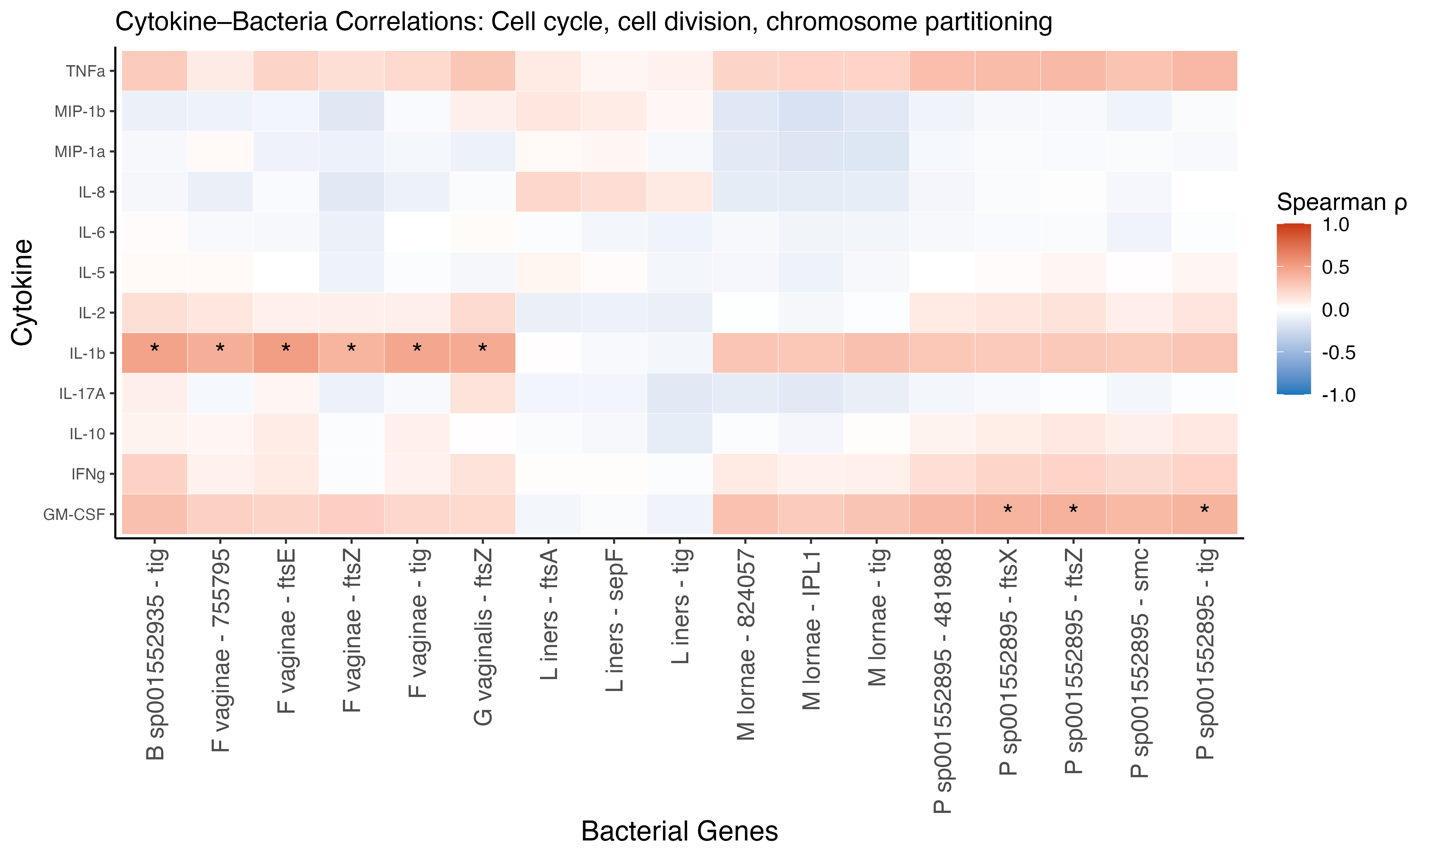 Cytokine–Bacteria Correlations: Cell cycle, cell division, chromosome partitioning
Cytokine
TNFa
MIP-1b
MIP-1a
IL-8
IL-6
IL-5
IL-2
IL-1b
IL-17A
IL-10
IFNg
GM-CSF
* * * * * *
* * *
B sp001552935 - tig
F vaginae - 755795
F vaginae - ftsE
F vaginae - ftsZ
F vaginae - tig
G vaginalis - ftsZ
L iners - ftsA
L iners - sepF
L iners - tig
M lornae - 824057
M lornae - IPL1
M lornae - tig
P sp001552895 - 481988
P sp001552895 - ftsX
P sp001552895 - ftsZ
P sp001552895 - smc
P sp001552895 - tig
Bacterial Genes
Spearman ρ
1.0
0.5
0.0
-0.5
-1.0